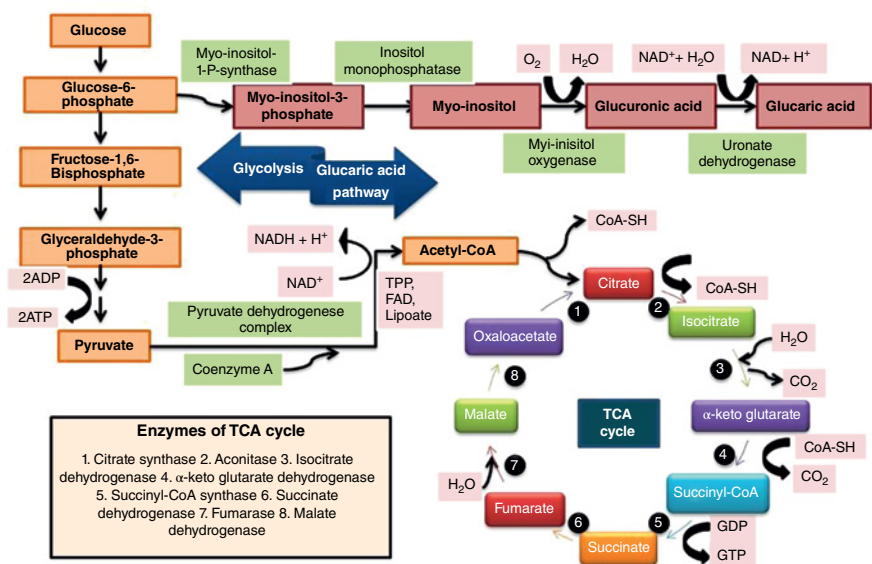 Glucose
Myo-inositol-
1-P-synthase
Inositol
monophosphatase
O2
H2O
NAD+ + H2O
NAD+ H+
Glucose-6-
phosphate
Myo-inositol-3-
phosphate
Myo-inositol
Glucuronic acid
Glucaric acid
Myi-inisitol
oxygenase
Uronate
dehydrogenase
Fructose-1,6-
Bisphosphate
Glycolysis
Glucaric acid
pathway
Glyceraldehyde-3-
phosphate
2ADP
2ATP
Pyruvate
NADH + H+
NAD+
Acetyl-CoA
TPP,
FAD,
Lipoate
Pyruvate dehydrogenese
complex
Coenzyme A
CoA-SH
Citrate
CoA-SH
1
2
Isocitrate
H2O
3
CO2
Oxaloacetate
8
Malate
TCA
cycle
α-keto glutarate
4
CoA-SH
CO2
Succinyl-CoA
7
H2O
Fumarate
6
Succinate
5
GDP
GTP
Enzymes of TCA cycle
1. Citrate synthase 2. Aconitase 3. Isocitrate
dehydrogenase 4. α-keto glutarate dehydrogenase
5. Succinyl-CoA synthase 6. Succinate
dehydrogenase 7. Fumarase 8. Malate
dehydrogenase